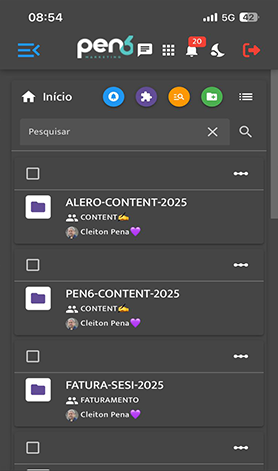 08:54
5G 42
pen6
MARKETING
20
Início
Pesquisar
ALERO-CONTENT-2025
CONTENT✍️
Cleiton Pena💜
PEN6-CONTENT-2025
CONTENT✍️
Cleiton Pena💜
FATURA-SESI-2025
FATURAMENTO
Cleiton Pena💜